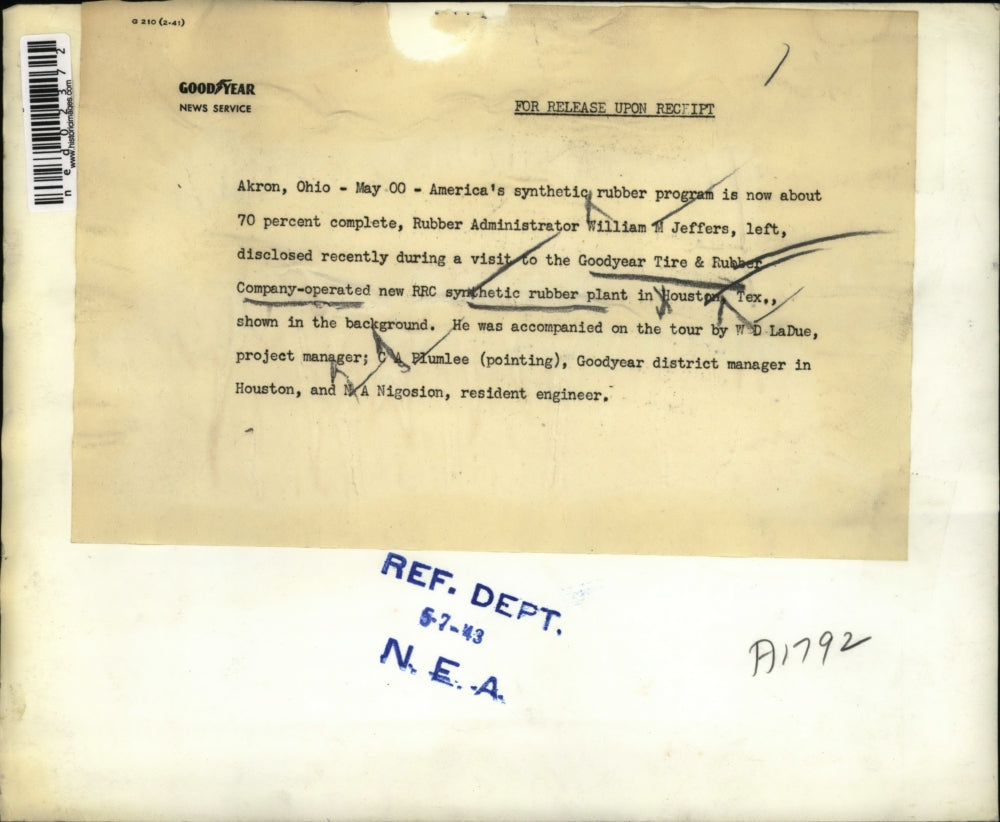 G 210 (2-41)
GOODYEAR
NEWS SERVICE
FOR RELEASE UPON RECEIPT
Akron, Ohio - May 00 - America's synthetic rubber program is now about
70 percent complete, Rubber Administrator William M Jeffers, left,
disclosed recently during a visit to the Goodyear Tire & Rubber
Company-operated new RRC synthetic rubber plant in Houston, Tex.,
shown in the background. He was accompanied on the tour by W D LaDue,
project manager; C A Plumlee (pointing), Goodyear district manager in
Houston, and N A Nigosion, resident engineer.
REF. DEPT.
5-7-43
N. E. A.
A1792
www.historicimages.com